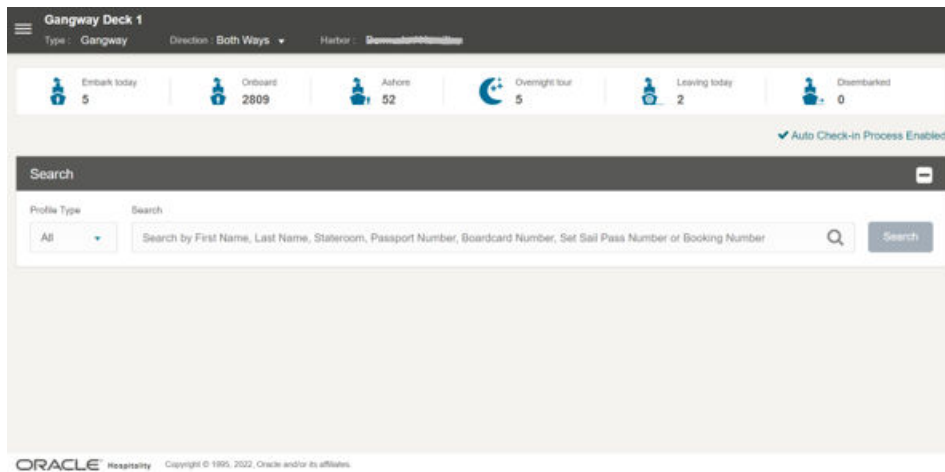 Gangway Deck 1
Type : Gangway Direction : Both Ways Harbor :
Embark today Onboard Ashore Overnight tour Leaving today Disembarked
5 2809 52 5 2 0
Auto Check-in Process Enabled
Search
Profile Type Search
All Search by First Name, Last Name, Stateroom, Passport Number, Boardcard Number, Set Sail Pass Number or Booking Number Search
ORACLE Hospitality Copyright © 1995, 2022, Oracle and/or its affiliates.